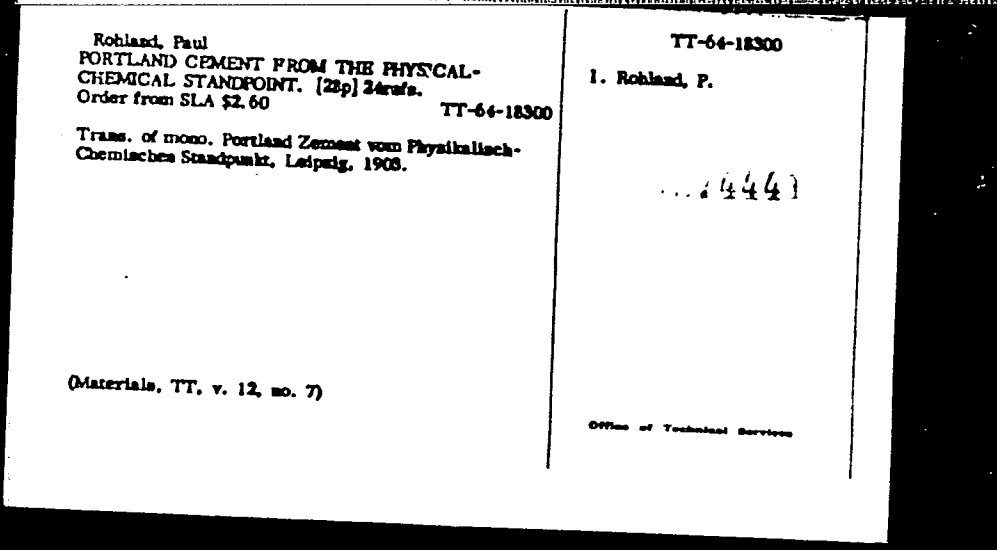 Rohland, Paul
PORTLAND CEMENT FROM THE PHYSICAL-
CHEMICAL STANDPOINT. [28p] 24refs.
Order from SLA $2.60
TT-64-18300
Trans. of mono. Portland Zement vom Physikalisch-
Chemisches Standpunkt, Leipzig, 1903.
(Materials, TT, v. 12, no. 7)
TT-64-18300
1. Rohland, P.
444
Office of Technical Services